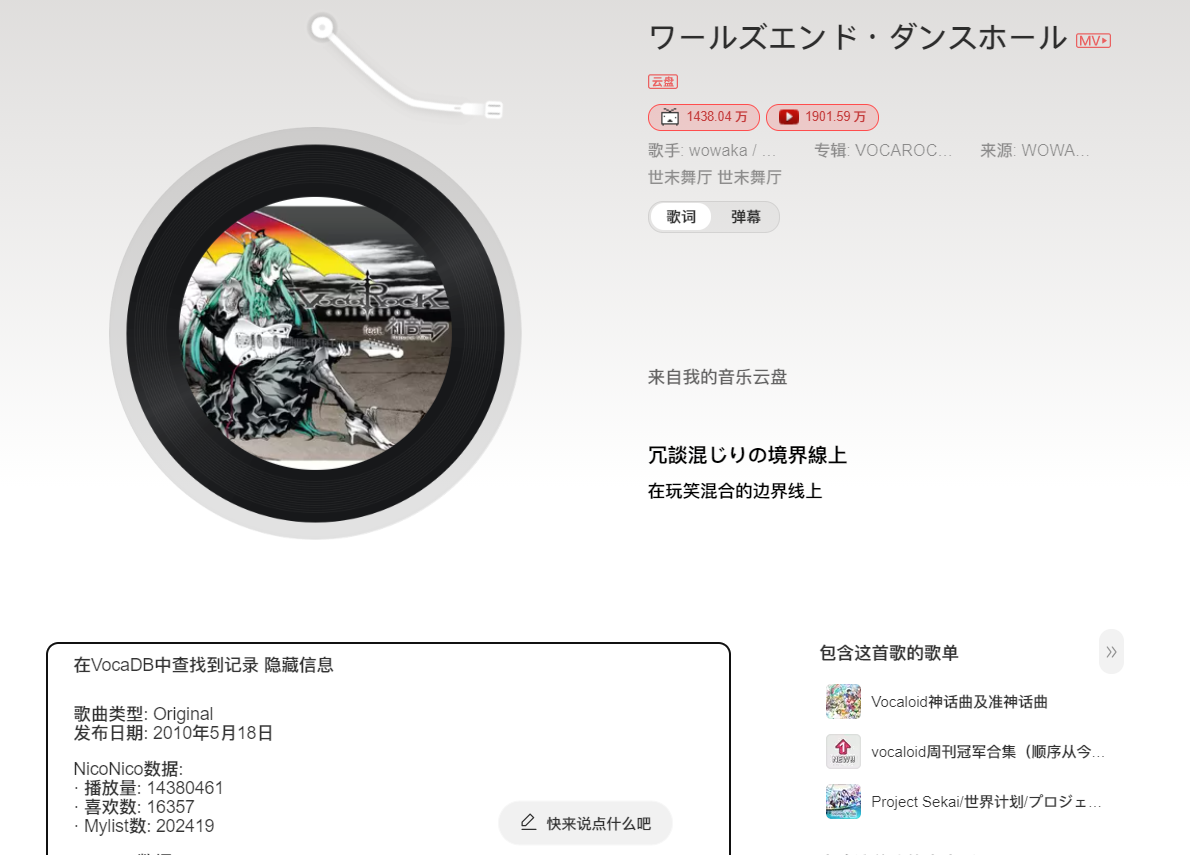 ワールズエンド・ダンスホール MV
云盘
1438.04 万 1901.59 万
歌手: wowaka / ... 专辑: VOCAROC... 来源: WOWA...
世末舞厅 世末舞厅
歌词 弹幕
VocaRock
collection
feat. 初音ミク
来自我的音乐云盘
冗談混じりの境界線上
在玩笑混合的边界线上
在VocaDB中查找到记录 隐藏信息
歌曲类型: Original
发布日期: 2010年5月18日
NicoNico数据:
· 播放量: 14380461
· 喜欢数: 16357
· Mylist数: 202419
快来说点什么吧
包含这首歌的歌单
Vocaloid神话曲及准神话曲
1
NEW!!
vocaloid周刊冠军合集（顺序从今...
Project Sekai/世界计划/プロジェ...